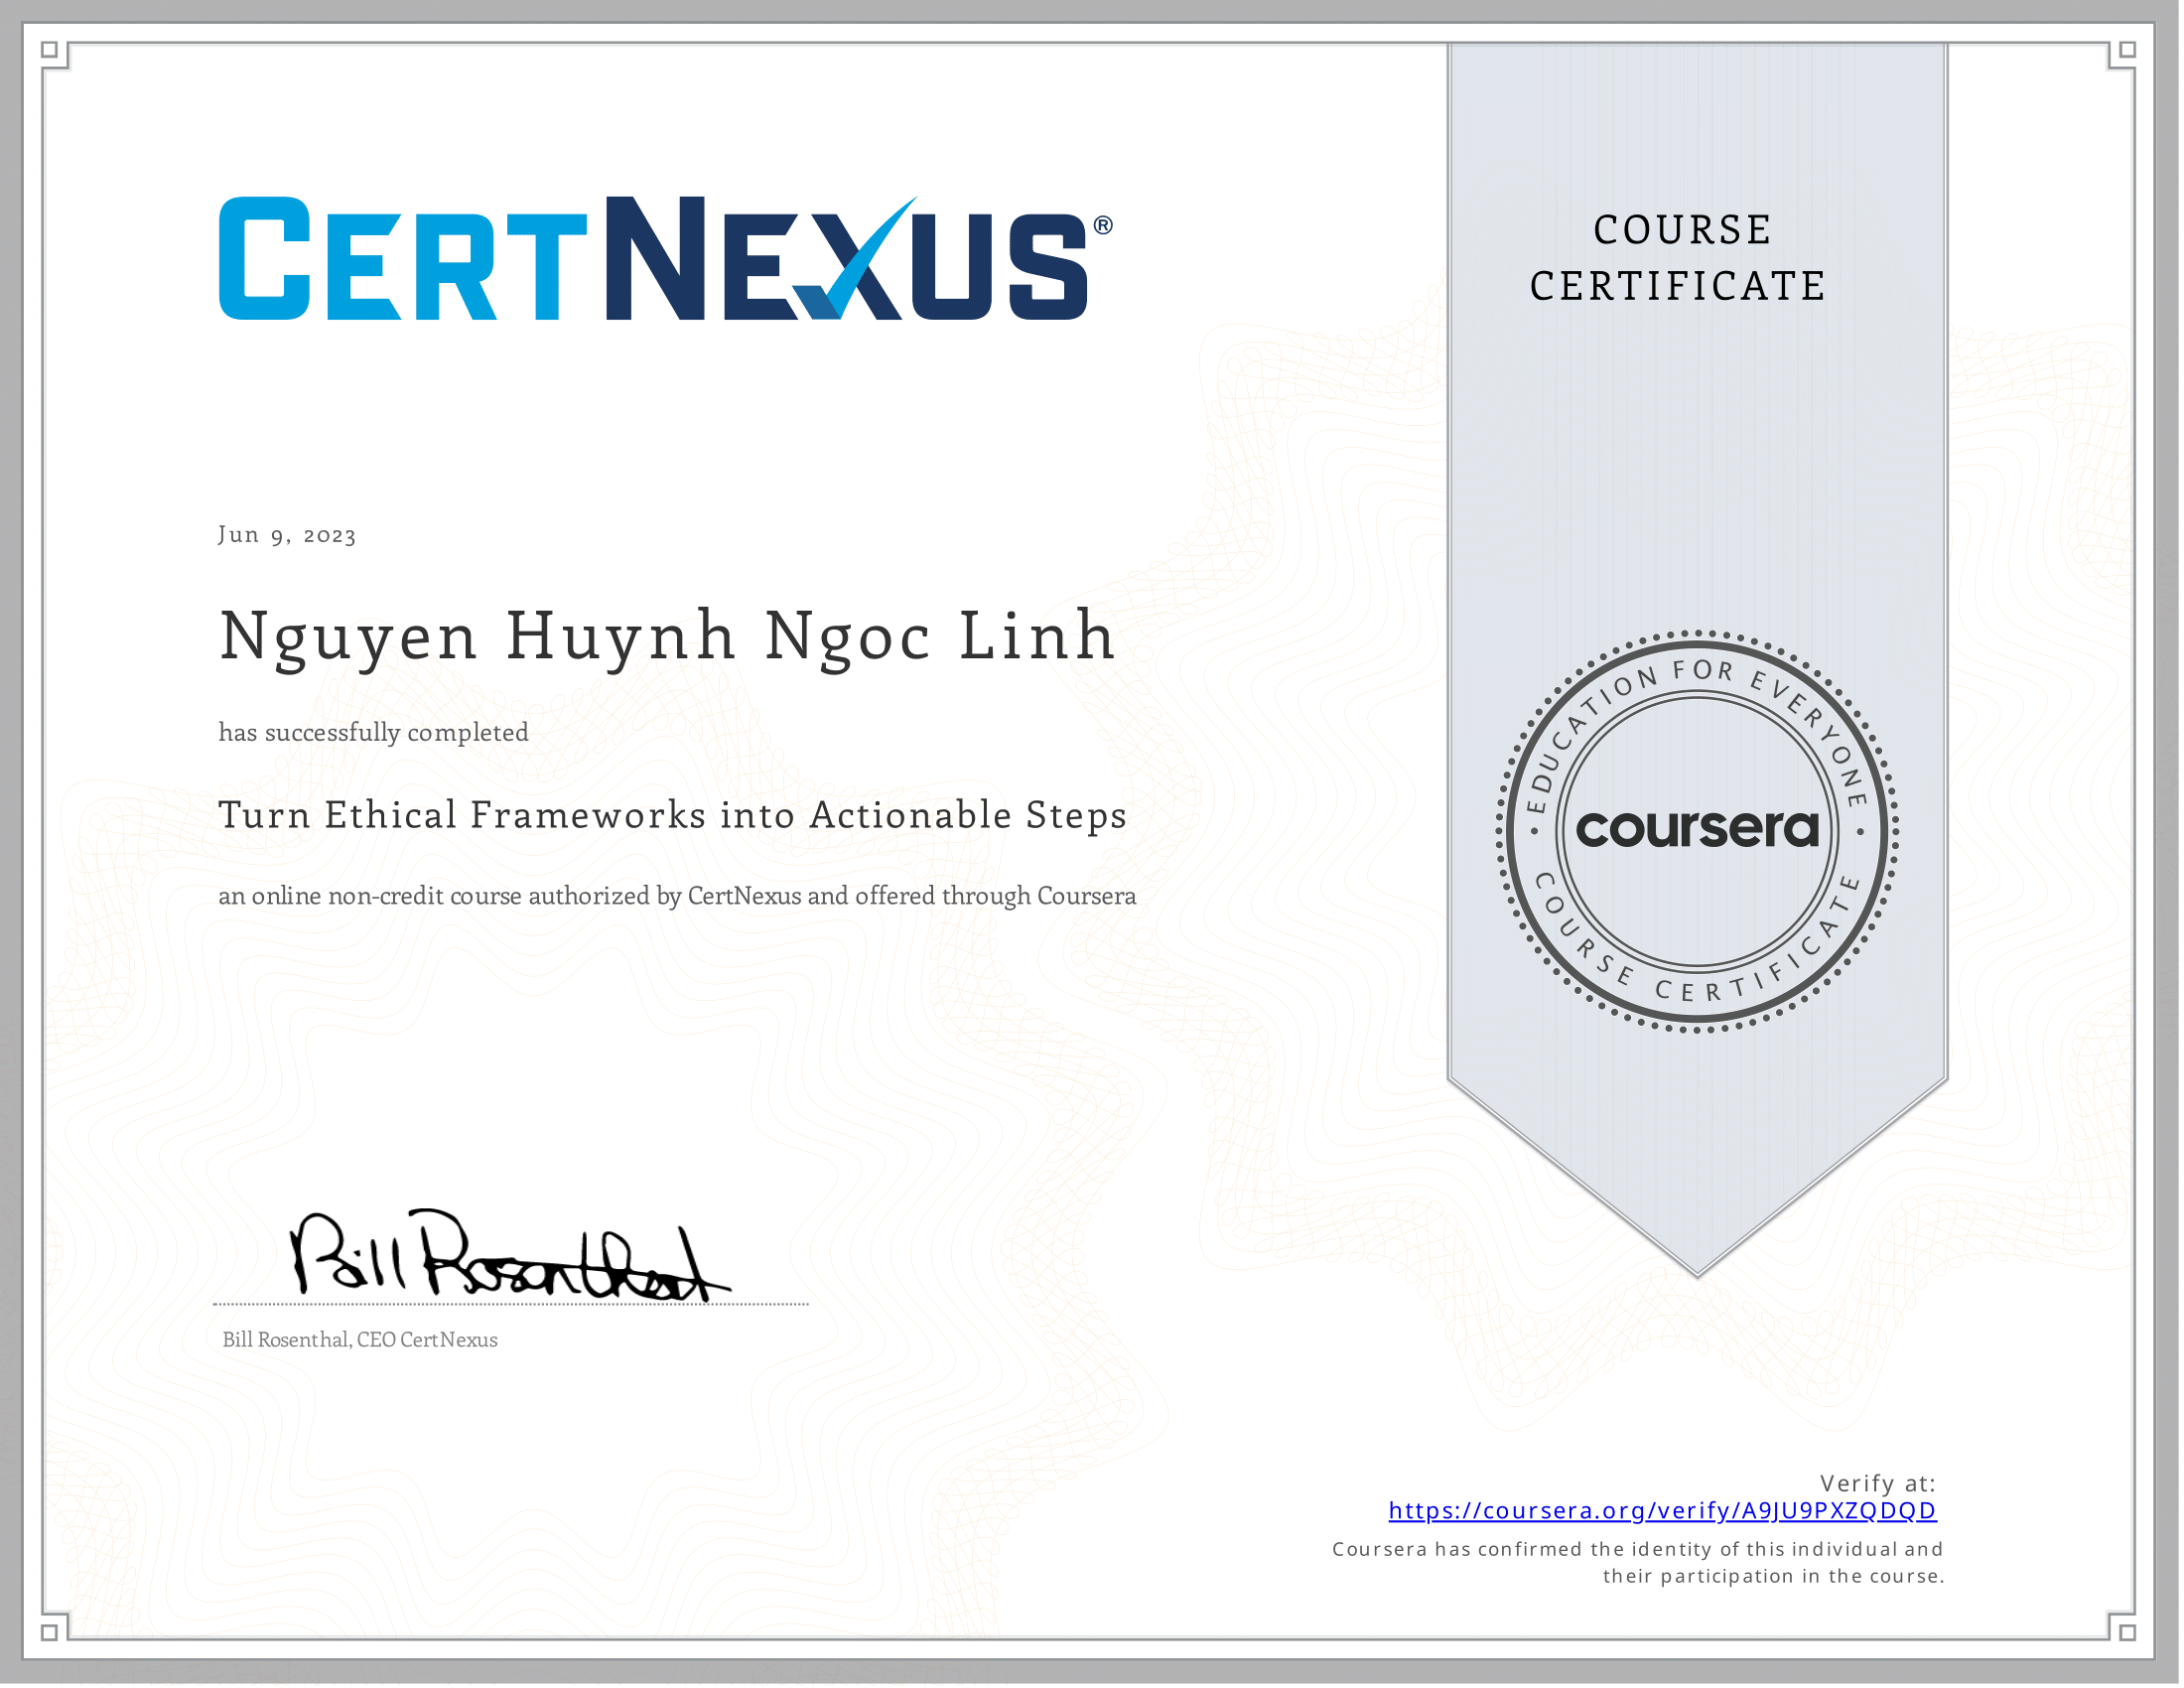 CERTNEXUS®
COURSE
CERTIFICATE
Jun 9, 2023
Nguyen Huynh Ngoc Linh
has successfully completed
Turn Ethical Frameworks into Actionable Steps
an online non-credit course authorized by CertNexus and offered through Coursera
EDUCATION FOR EVERYONE
coursera
COURSE CERTIFICATE
Bill Rosenthal
Bill Rosenthal, CEO CertNexus
Verify at:
https://coursera.org/verify/A9JU9PXZQDQD
Coursera has confirmed the identity of this individual and
their participation in the course.